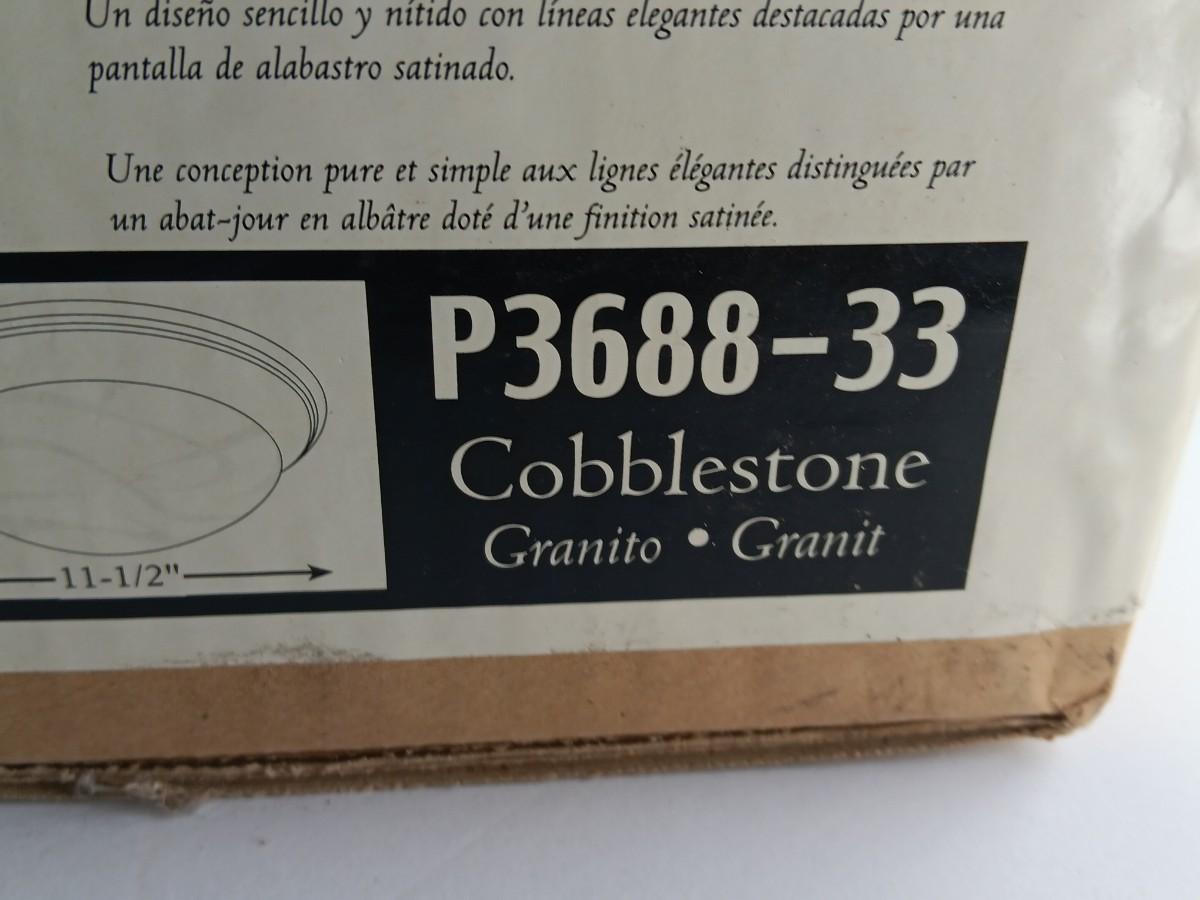 Un diseño sencillo y nítido con líneas elegantes destacadas por una
pantalla de alabastro satinado.
Une conception pure et simple aux lignes élégantes distinguées par
un abat-jour en albâtre doté d'une finition satinée.
P3688-33
Cobblestone
Granito • Granit
11-1/2"